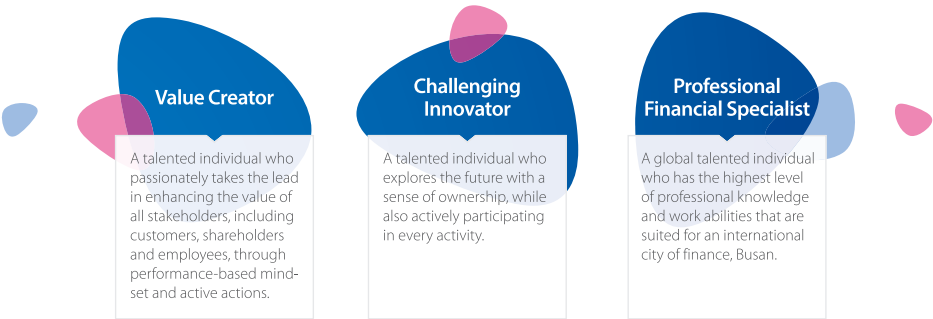 Value Creator
A talented individual who
passionately takes the lead
in enhancing the value of
all stakeholders, including
customers, shareholders
and employees, through
performance-based mind-
set and active actions.
Challenging
Innovator
A talented individual who
explores the future with a
sense of ownership, while
also actively participating
in every activity.
Professional
Financial Specialist
A global talented individual
who has the highest level
of professional knowledge
and work abilities that are
suited for an international
city of finance, Busan.